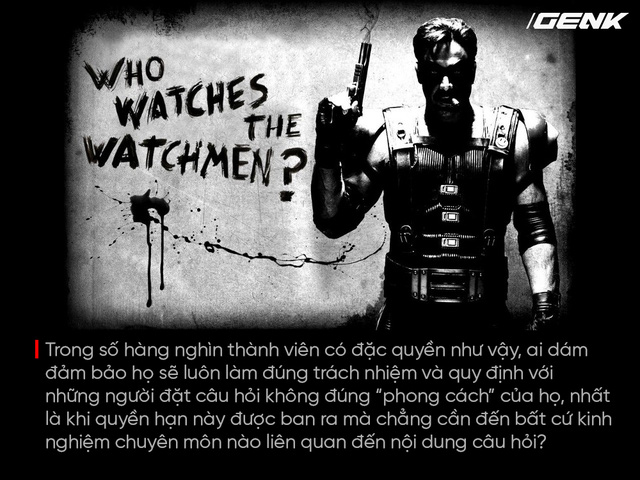 /GENK
WHO
WATCHES
THE
WATCHMEN?
Trong số hàng nghìn thành viên có đặc quyền như vậy, ai dám
đảm bảo họ sẽ luôn làm đúng trách nhiệm và quy định với
những người đặt câu hỏi không đúng “phong cách” của họ, nhất
là khi quyền hạn này được ban ra mà chẳng cần đến bất cứ kinh
nghiệm chuyên môn nào liên quan đến nội dung câu hỏi?